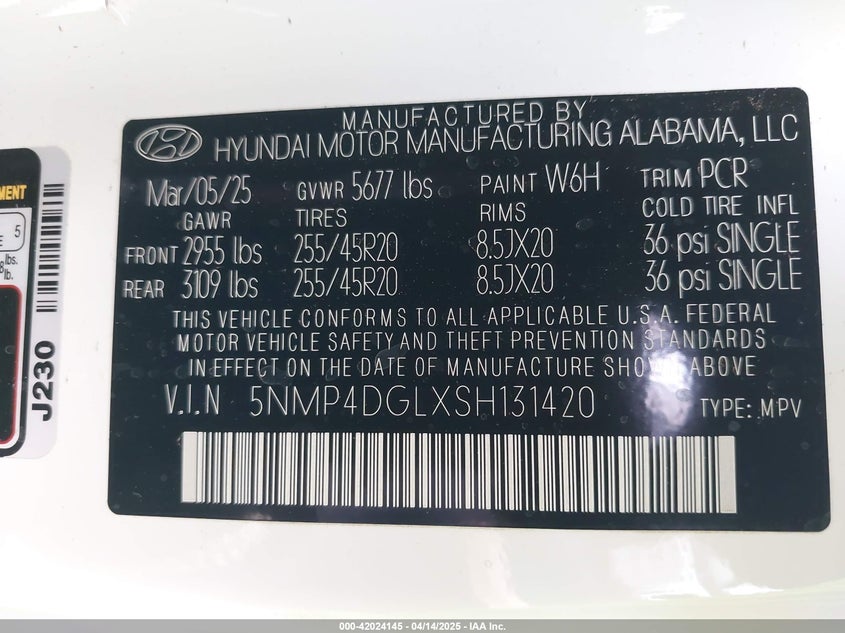 MANUFACTURED BY
HYUNDAI MOTOR MANUFACTURING ALABAMA, LLC
Mar/05/25 GVWR 5677 lbs PAINT W6H TRIM PCR
GAWR TIRES RIMS COLD TIRE INFL
FRONT 2955 lbs 255/45R20 8.5JX20 36 psi SINGLE
REAR 3109 lbs 255/45R20 8.5JX20 36 psi SINGLE
THIS VEHICLE CONFORMS TO ALL APPLICABLE U.S.A. FEDERAL
MOTOR VEHICLE SAFETY AND THEFT PREVENTION STANDARDS
IN EFFECT ON THE DATE OF MANUFACTURE SHOWN ABOVE
V.I.N 5NMP4DGLXSH131420 TYPE: MPV
5
lbs.
lb.
J230
000-42024145 - 04/14/2025 - IAA Inc.